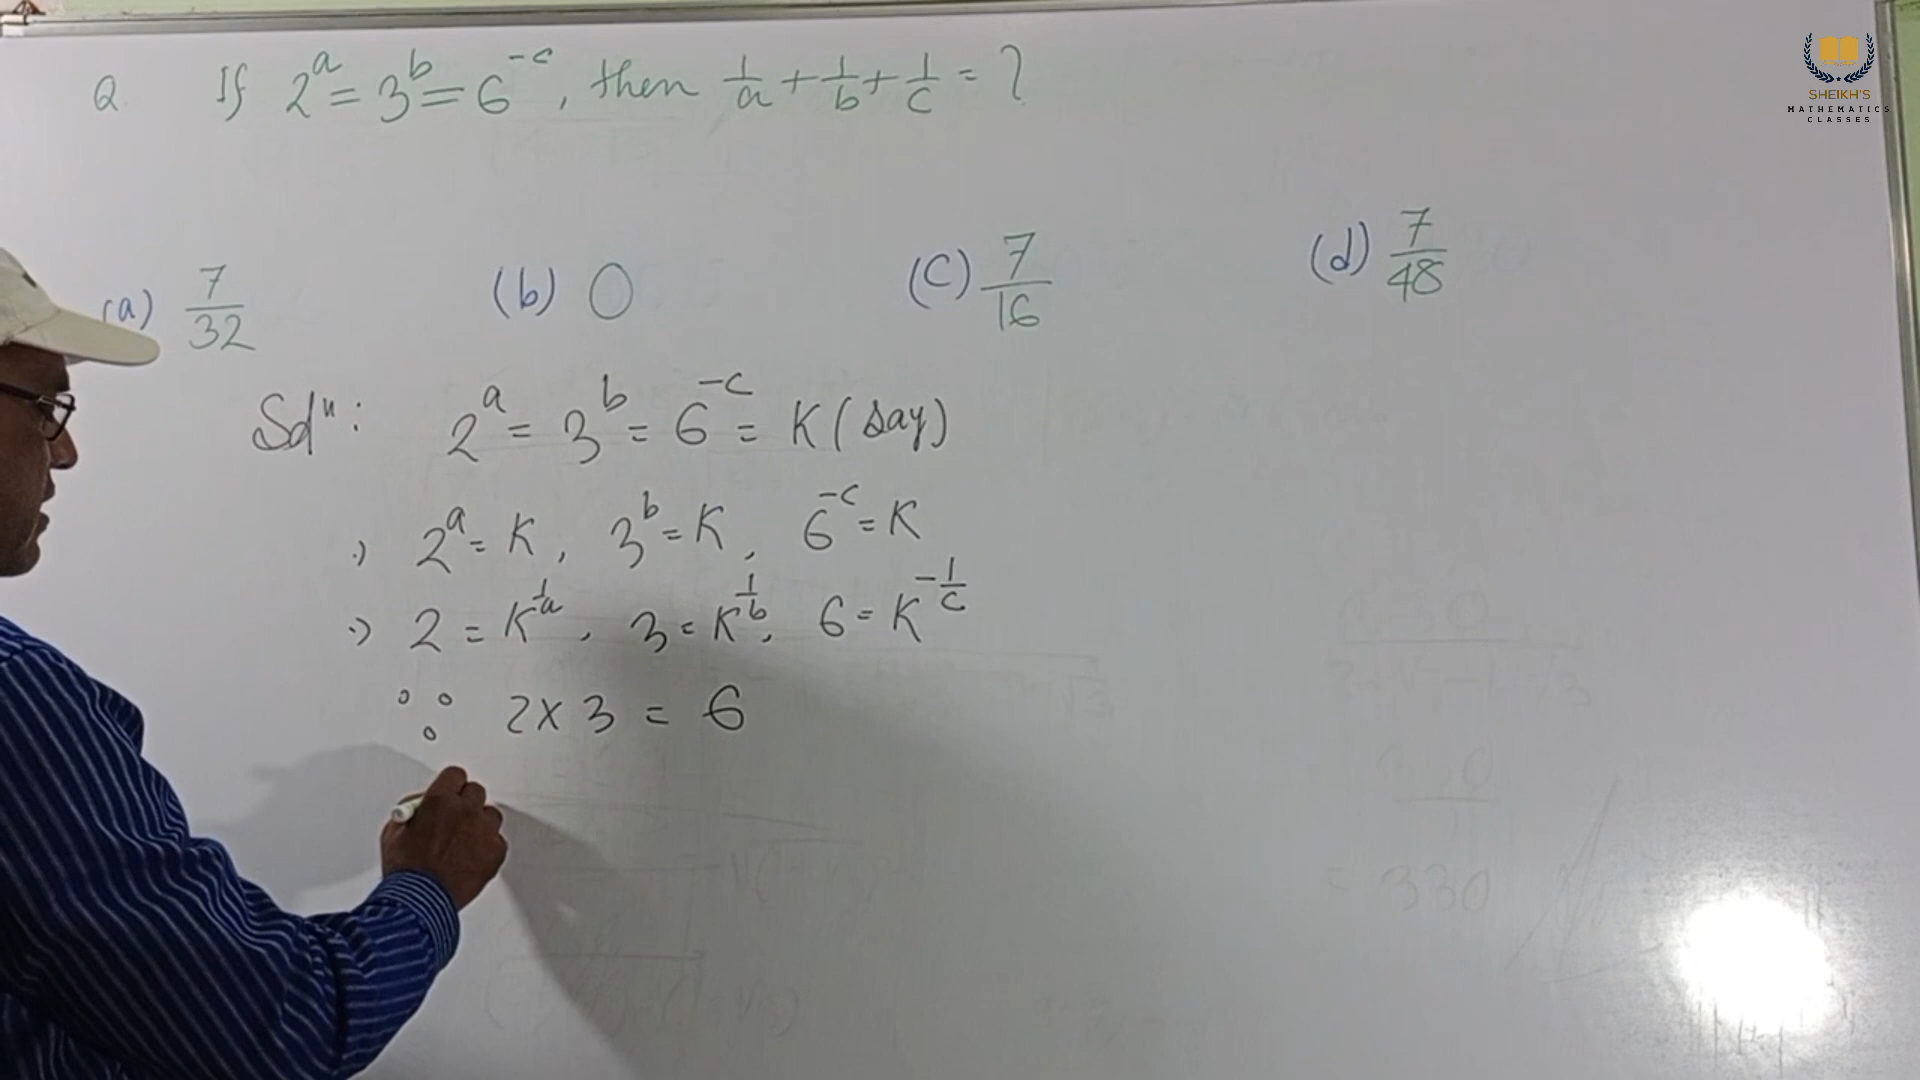 SHEIKH'S
MATHEMATICS
CLASSES
Q. If 2^a = 3^b = 6^-c, then 1/a + 1/b + 1/c = ?
(a) 7/32 (b) 0 (C) 7/16 (d) 7/48
Solⁿ: 2^a = 3^b = 6^-c = K (say)
⇒ 2^a = K, 3^b = K, 6^-c = K
⇒ 2 = K^1/a, 3 = K^1/b, 6 = K^-1/c
∵ 2 × 3 = 6
330